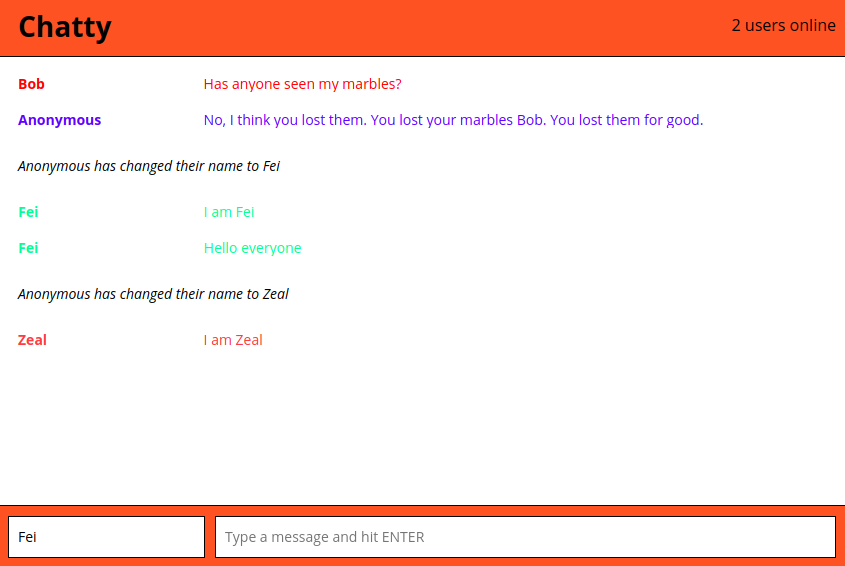 Chatty 2 users online
Bob Has anyone seen my marbles?
Anonymous No, I think you lost them. You lost your marbles Bob. You lost them for good.
Anonymous has changed their name to Fei
Fei I am Fei
Fei Hello everyone
Anonymous has changed their name to Zeal
Zeal I am Zeal
Fei Type a message and hit ENTER